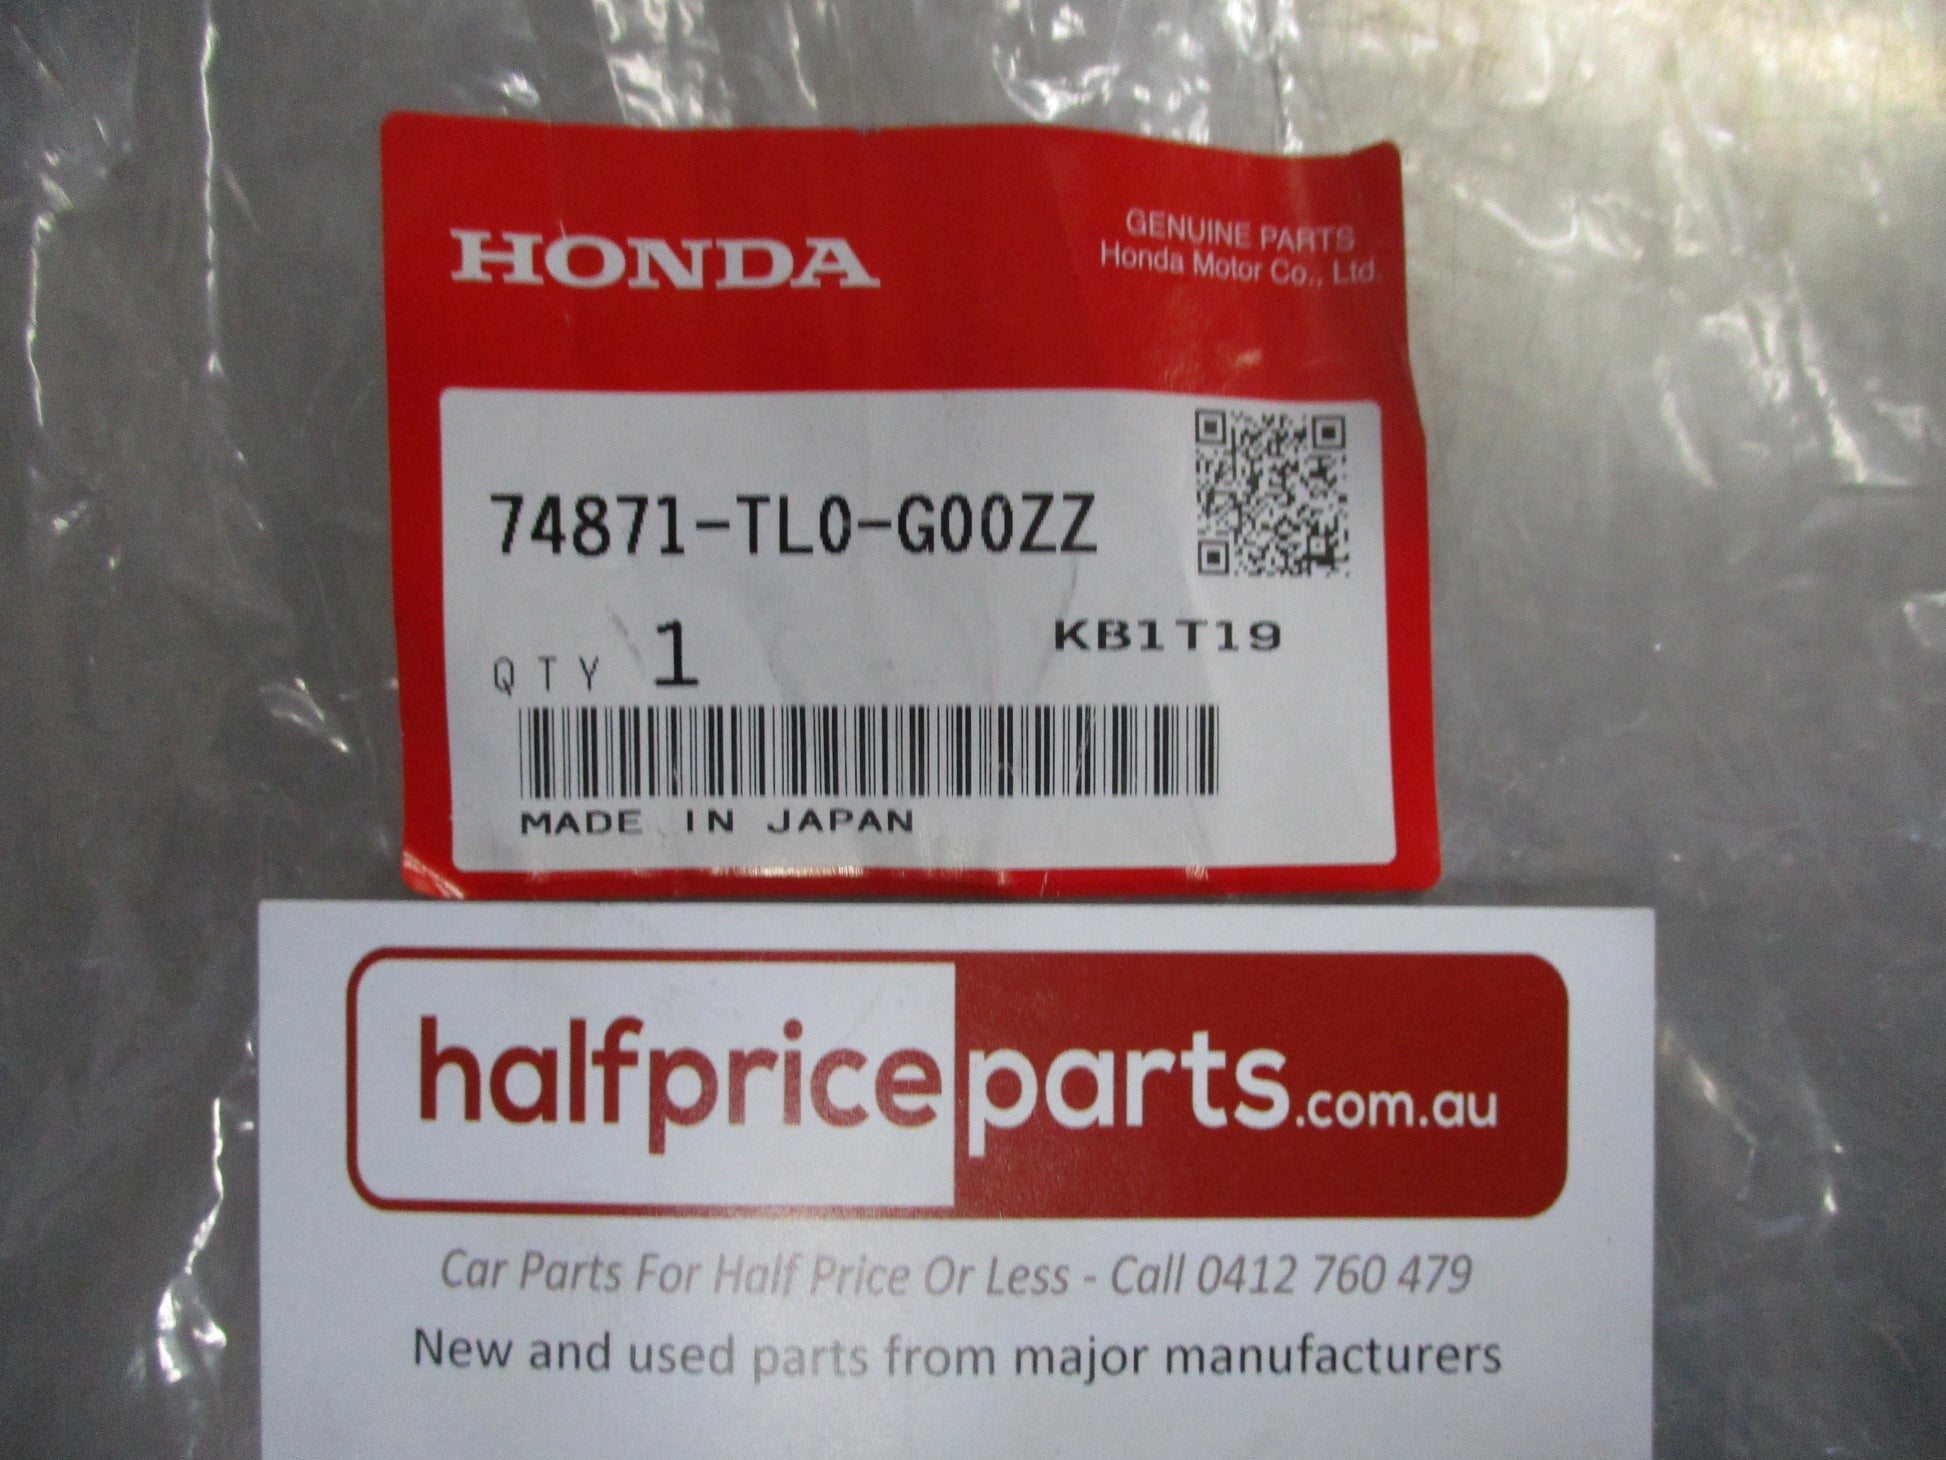 HONDA
GENUINE PARTS
Honda Motor Co., Ltd.
74871-TL0-G00ZZ
QTY 1
KB1T19
MADE IN JAPAN
halfpriceparts.com.au
Car Parts For Half Price Or Less - Call 0412 760 479
New and used parts from major manufacturers